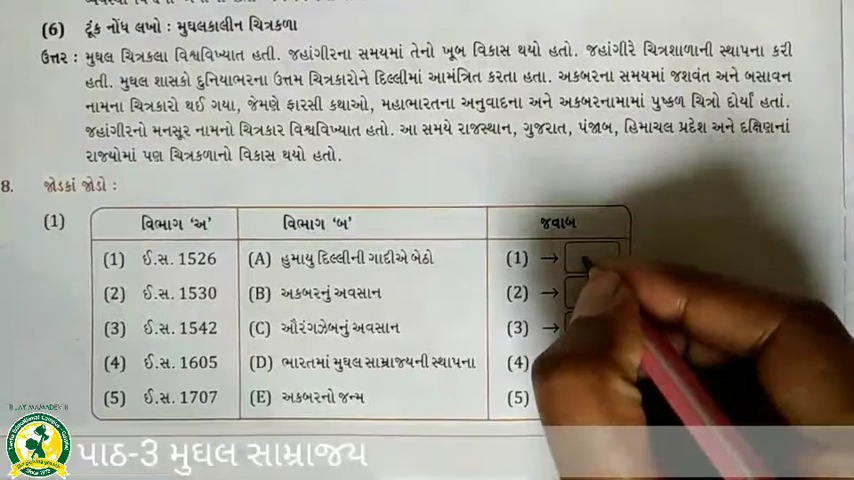 (6) ટૂંક નોંધ લખો : મુઘલકાલીન ચિત્રકળા
ઉત્તર : મુઘલ ચિત્રકલા વિશ્વવિખ્યાત હતી. જહાંગીરના સમયમાં તેનો ખૂબ વિકાસ થયો હતો. જહાંગીરે ચિત્રશાળાની સ્થાપના કરી
હતી. મુઘલ શાસકો દુનિયાભરના ઉત્તમ ચિત્રકારોને દિલ્લીમાં આમંત્રિત કરતા હતા. અકબરના સમયમાં જશવંત અને બસાવન
નામના ચિત્રકારો થઈ ગયા, જેમણે ફારસી કથાઓ, મહાભારતના અનુવાદના અને અકબરનામામાં પુષ્કળ ચિત્રો દોર્યાં હતાં.
જહાંગીરનો મનસૂર નામનો ચિત્રકાર વિશ્વવિખ્યાત હતો. આ સમયે રાજસ્થાન, ગુજરાત, પંજાબ, હિમાચલ પ્રદેશ અને દક્ષિણનાં
રાજ્યોમાં પણ ચિત્રકળાનો વિકાસ થયો હતો.
8. જોડકાં જોડો :
(1) વિભાગ ‘અ’ વિભાગ ‘બ’ જવાબ
(1) ઈ.સ. 1526 (A) હુમાયુ દિલ્લીની ગાદીએ બેઠો (1) →
(2) ઈ.સ. 1530 (B) અકબરનું અવસાન (2) →
(3) ઈ.સ. 1542 (C) ઔરંગઝેબનું અવસાન (3) →
(4) ઈ.સ. 1605 (D) ભારતમાં મુઘલ સામ્રાજ્યની સ્થાપના (4)
(5) ઈ.સ. 1707 (E) અકબરનો જન્મ (5)
પાઠ-3 મુઘલ સામ્રાજ્ય